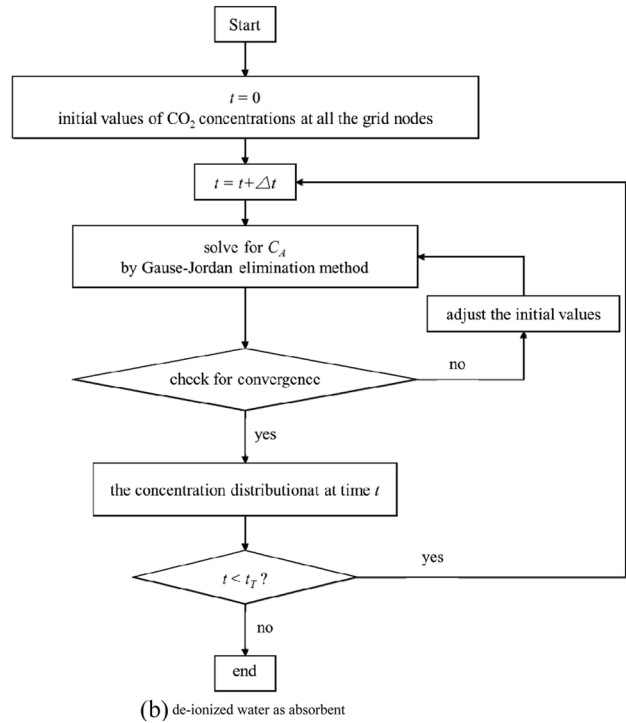 Start
t = 0
initial values of CO₂ concentrations at all the grid nodes
t = t+△t
solve for C_A
by Gause-Jordan elimination method
adjust the initial values
check for convergence
no
yes
the concentration distributionat at time t
yes
t < t_T ?
no
end
(b) de-ionized water as absorbent